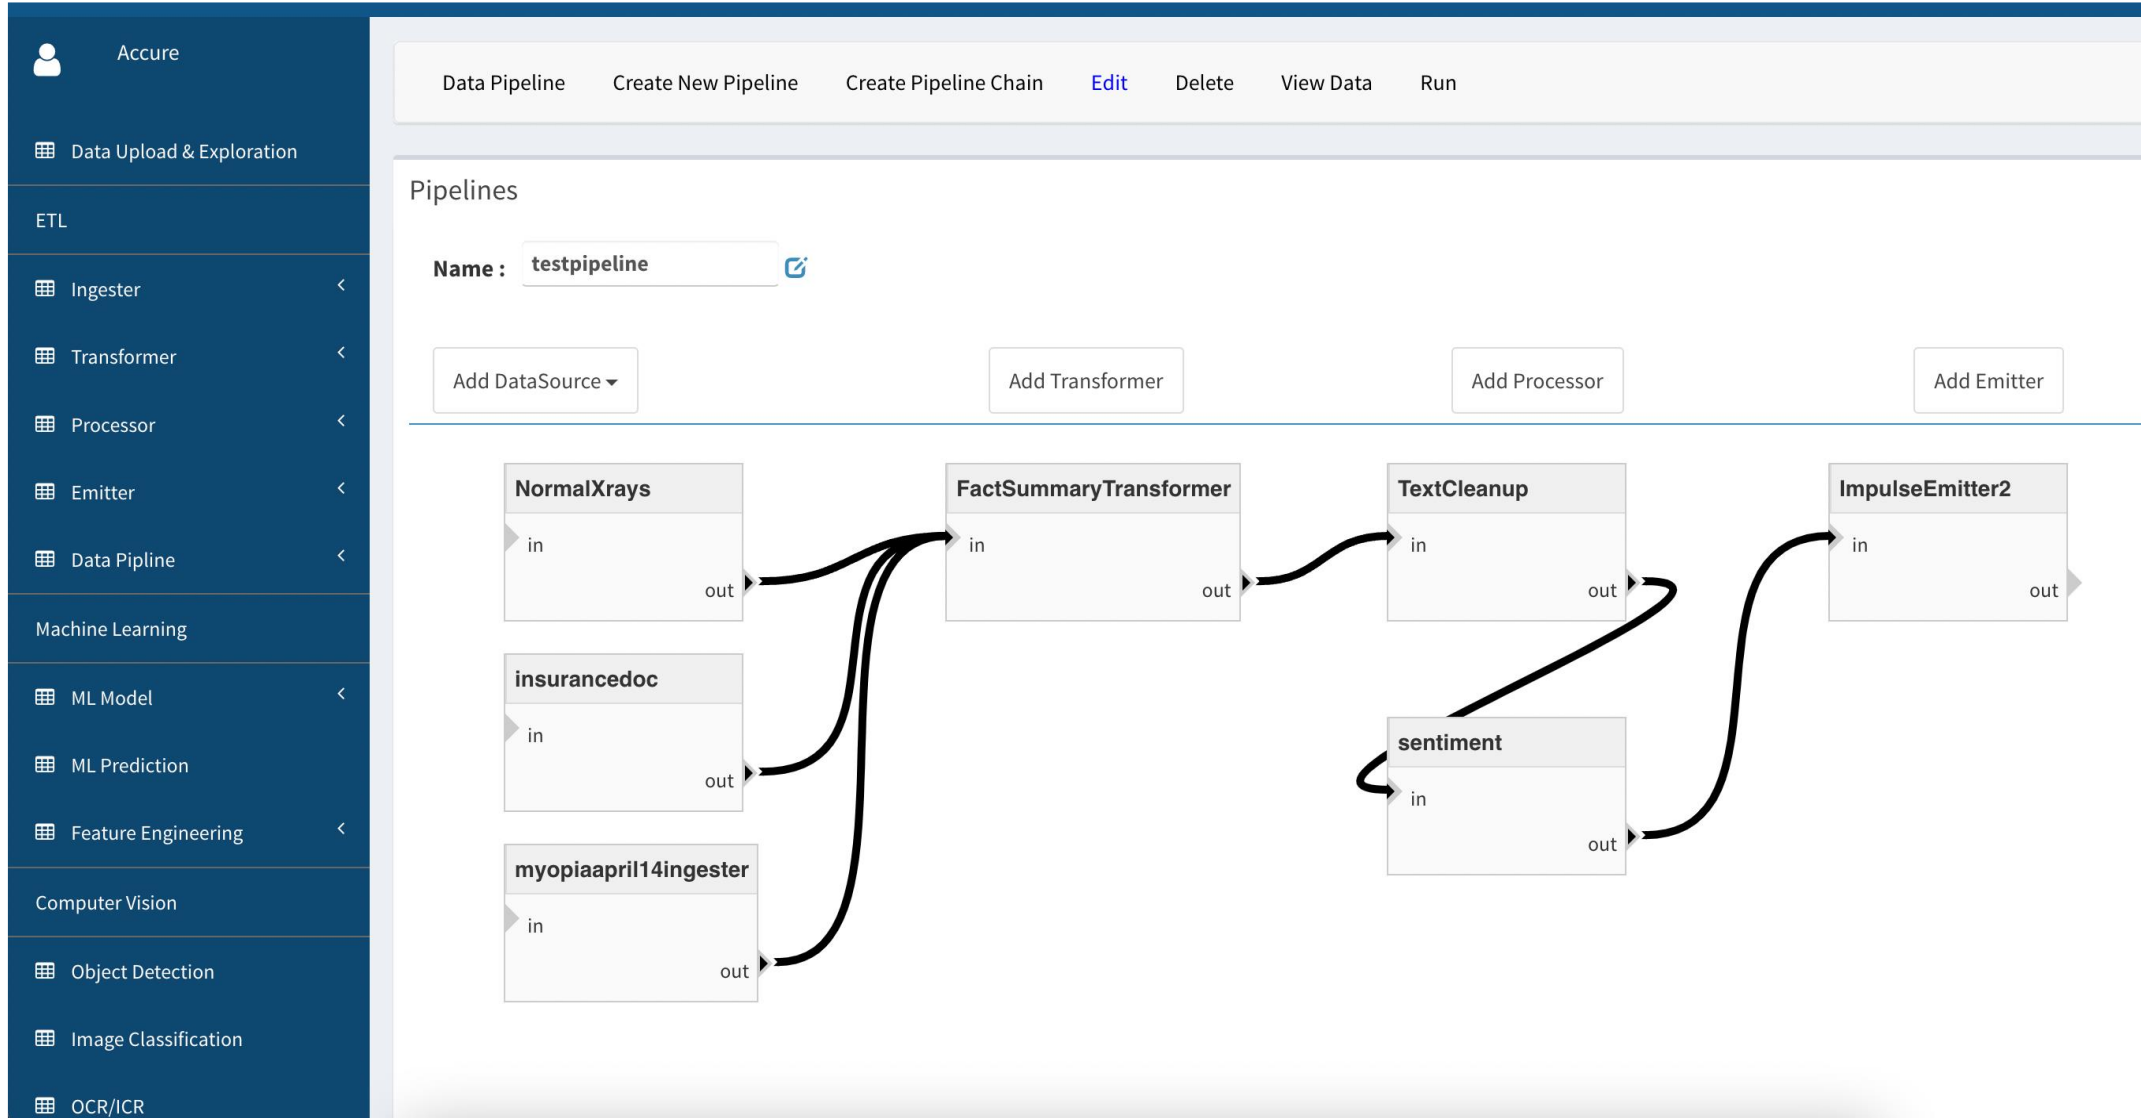 Accure
Data Upload & Exploration
ETL
Ingester
Transformer
Processor
Emitter
Data Pipline
Machine Learning
ML Model
ML Prediction
Feature Engineering
Computer Vision
Object Detection
Image Classification
OCR/ICR
Data Pipeline Create New Pipeline Create Pipeline Chain Edit Delete View Data Run
Pipelines
Name : testpipeline
Add DataSource Add Transformer Add Processor Add Emitter
NormalXrays
in
out
insurancedoc
in
out
myopiaapril14ingester
in
out
FactSummaryTransformer
in
out
TextCleanup
in
out
sentiment
in
out
ImpulseEmitter2
in
out